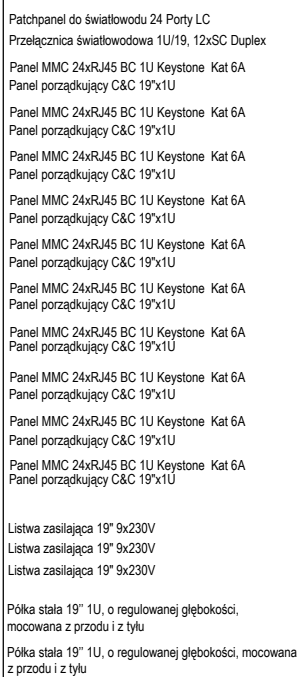 Patchpanel do światłowodu 24 Porty LC
Przełącznica światłowodowa 1U/19, 12xSC Duplex
Panel MMC 24xRJ45 BC 1U Keystone  Kat 6A
Panel porządkujący C&C 19"x1U
Panel MMC 24xRJ45 BC 1U Keystone  Kat 6A
Panel porządkujący C&C 19"x1U
Panel MMC 24xRJ45 BC 1U Keystone  Kat 6A
Panel porządkujący C&C 19"x1U
Panel MMC 24xRJ45 BC 1U Keystone  Kat 6A
Panel porządkujący C&C 19"x1U
Panel MMC 24xRJ45 BC 1U Keystone  Kat 6A
Panel porządkujący C&C 19"x1U
Panel MMC 24xRJ45 BC 1U Keystone  Kat 6A
Panel porządkujący C&C 19"x1U
Panel MMC 24xRJ45 BC 1U Keystone  Kat 6A
Panel porządkujący C&C 19"x1U
Panel MMC 24xRJ45 BC 1U Keystone  Kat 6A
Panel porządkujący C&C 19"x1U
Panel MMC 24xRJ45 BC 1U Keystone  Kat 6A
Panel porządkujący C&C 19"x1U
Panel MMC 24xRJ45 BC 1U Keystone  Kat 6A
Panel porządkujący C&C 19"x1U
Listwa zasilająca 19" 9x230V
Listwa zasilająca 19" 9x230V
Listwa zasilająca 19" 9x230V
Półka stała 19’’ 1U, o regulowanej głębokości,
mocowana z przodu i z tyłu
Półka stała 19’’ 1U, o regulowanej głębokości, mocowana
z przodu i z tyłu